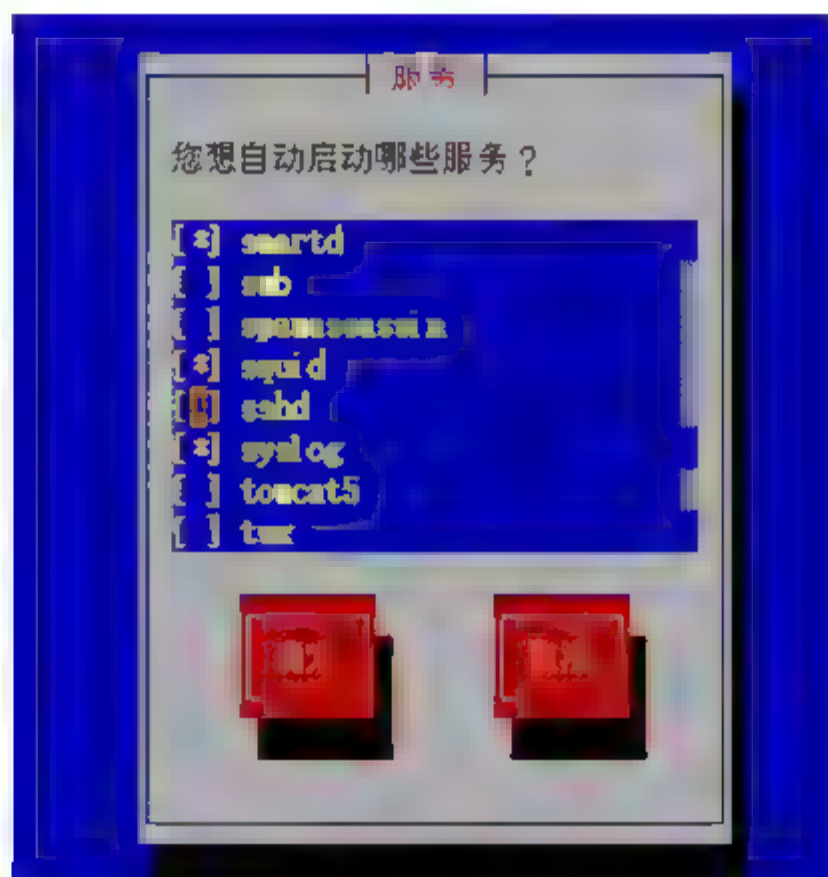 服务
您想自动启动哪些服务？
[*] smartd
[ ] smb
[ ] spamassassin
[*] squid
sshd
[*] syslog
[ ] tomcat5
[ ] tux